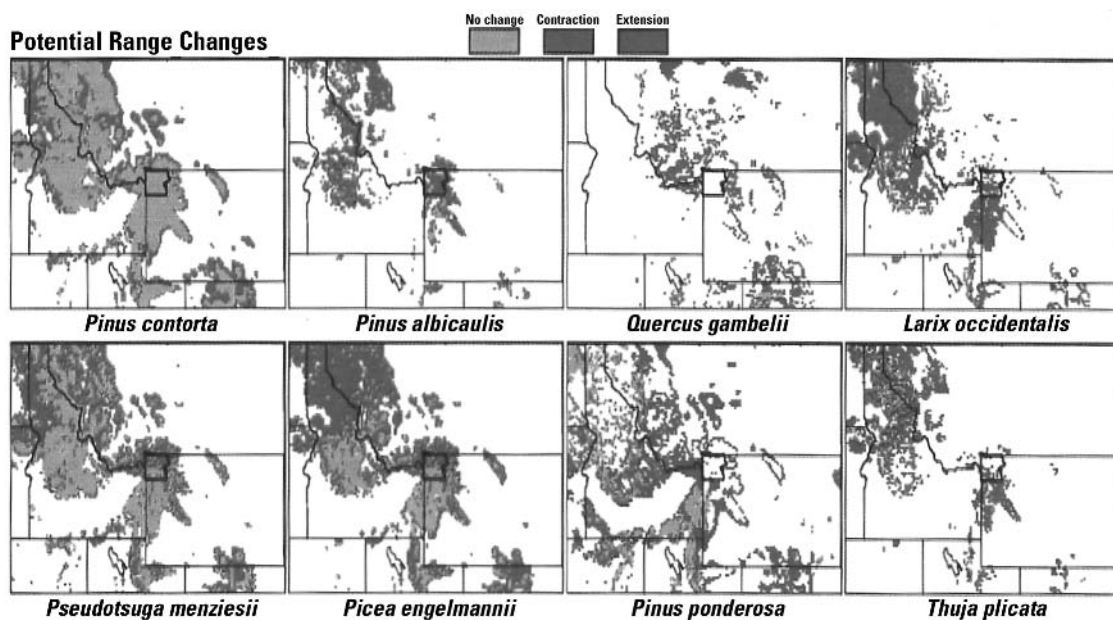 No change Contraction Extension
Potential Range Changes
Pinus contorta Pinus albicaulis Quercus gambelii Larix occidentalis
Pseudotsuga menziesii Picea engelmannii Pinus ponderosa Thuja plicata